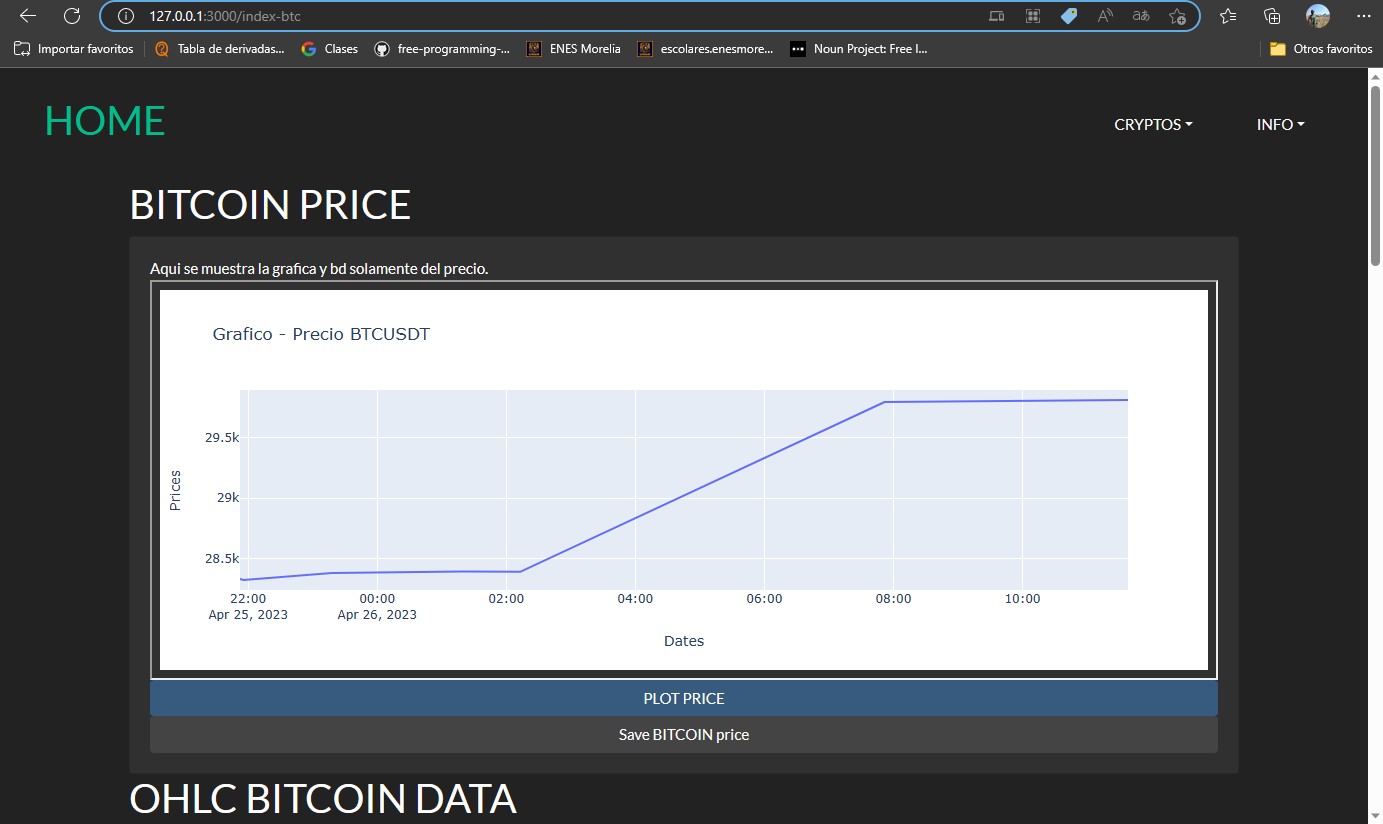 127.0.0.1:3000/index-btc
Importar favoritos
Tabla de derivadas...
Clases
free-programming-...
ENES Morelia
escolares.enesmore...
Noun Project: Free I...
Otros favoritos
HOME
CRYPTOS
INFO
BITCOIN PRICE
Aqui se muestra la grafica y bd solamente del precio.
Grafico - Precio BTCUSDT
29.5k
29k
28.5k
Prices
22:00 00:00 02:00 04:00 06:00 08:00 10:00
Apr 25, 2023 Apr 26, 2023
Dates
PLOT PRICE
Save BITCOIN price
OHLC BITCOIN DATA